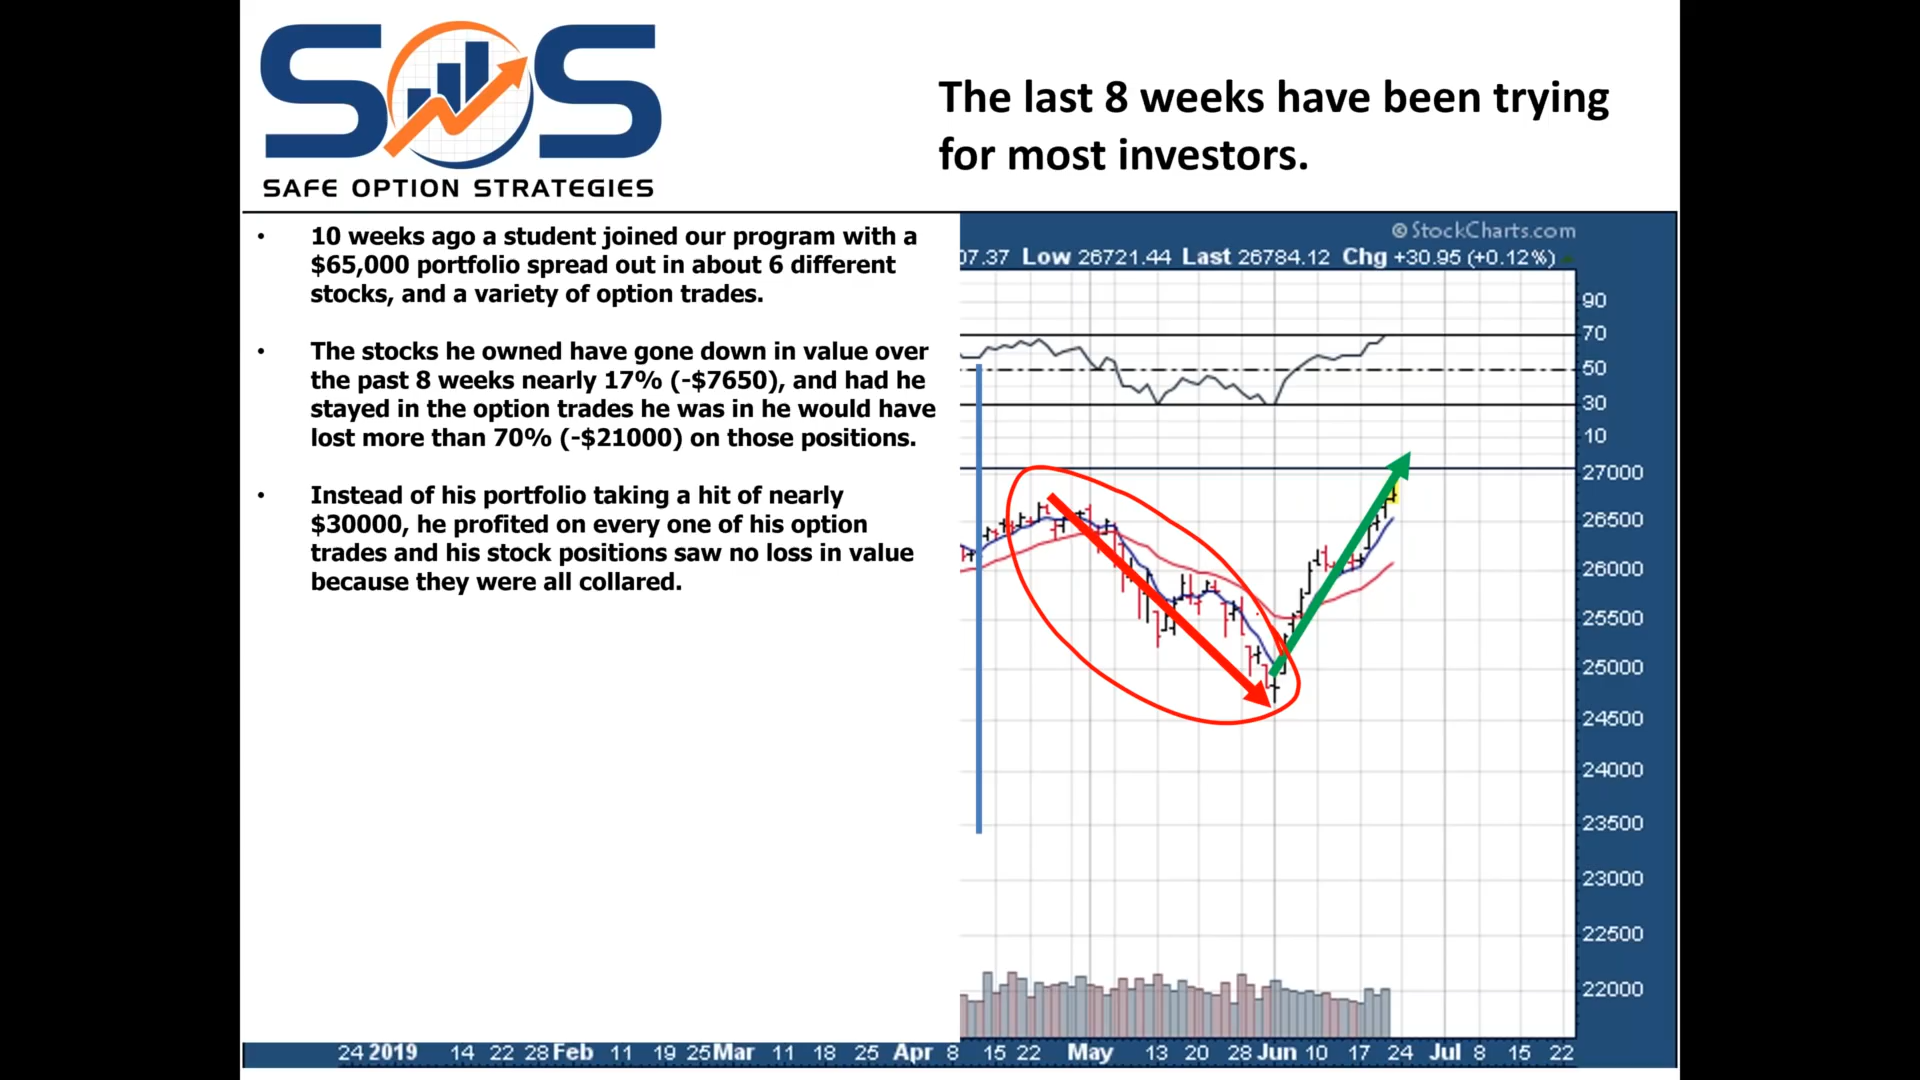 SOS
SAFE OPTION STRATEGIES
The last 8 weeks have been trying
for most investors.
• 10 weeks ago a student joined our program with a
$65,000 portfolio spread out in about 6 different
stocks, and a variety of option trades.
• The stocks he owned have gone down in value over
the past 8 weeks nearly 17% (-$7650), and had he
stayed in the option trades he was in he would have
lost more than 70% (-$21000) on those positions.
• Instead of his portfolio taking a hit of nearly
$30000, he profited on every one of his option
trades and his stock positions saw no loss in value
because they were all collared.
© StockCharts.com
07.37 Low 26721.44 Last 26784.12 Chg +30.95 (+0.12%)
90
70
50
30
10
27000
26500
26000
25500
25000
24500
24000
23500
23000
22500
22000
24 2019 14 22 28 Feb 11 19 25 Mar 11 18 25 Apr 8 15 22 May 13 20 28 Jun 10 17 24 Jul 8 15 22